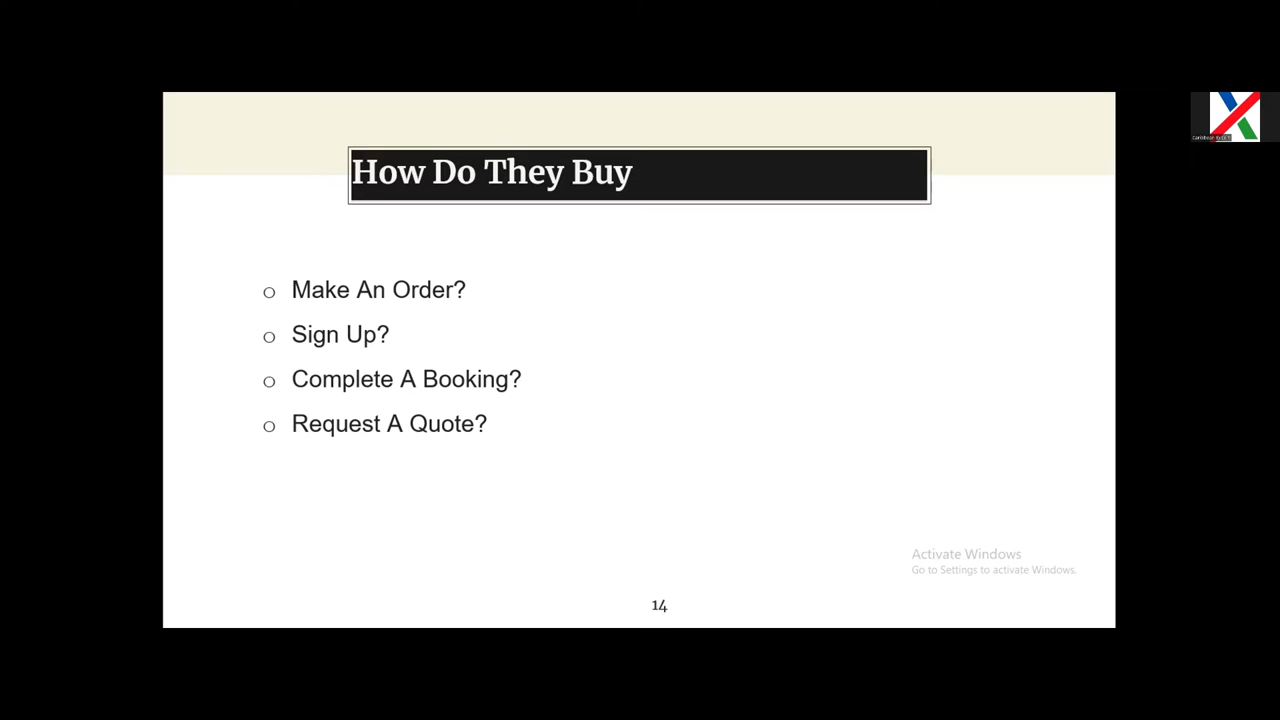 How Do They Buy
o Make An Order?
o Sign Up?
o Complete A Booking?
o Request A Quote?
Activate Windows
Go to Settings to activate Windows.
14